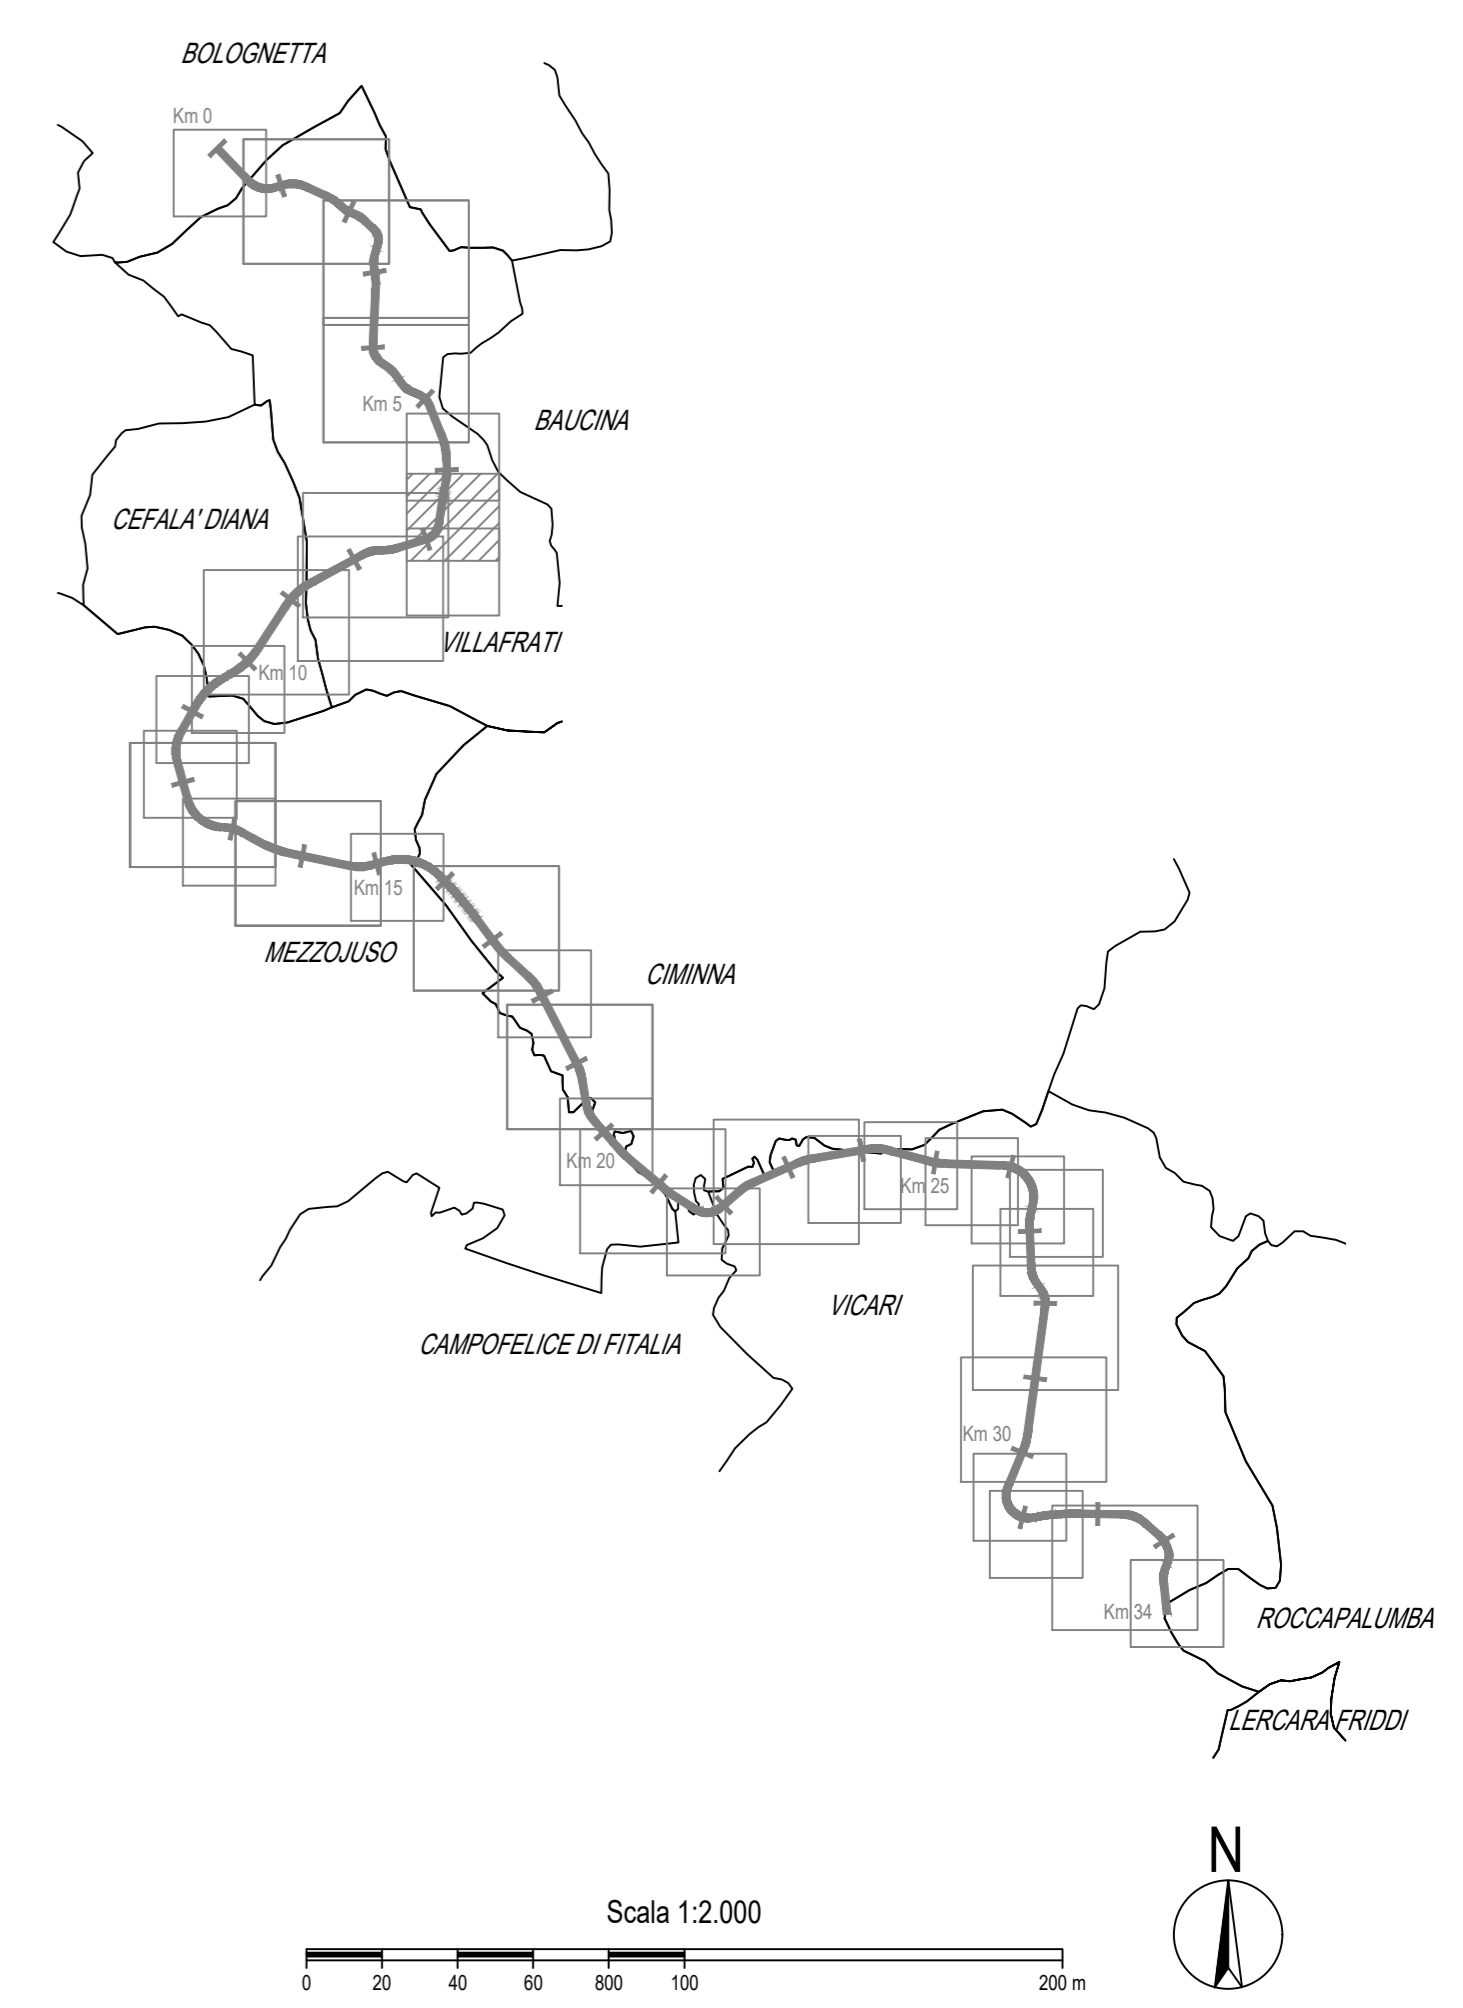 BOLOGNETTA
Km 0
Km 5
BAUCINA
CEFALA' DIANA
VILLAFRATI
Km 10
Km 15
MEZZOJUSO
CIMINNA
Km 20
Km 25
VICARI
CAMPOFELICE DI FITALIA
Km 30
Km 34
ROCCAPALUMBA
LERCARA FRIDDI
N
Scala 1:2.000
0 20 40 60 800 100 200 m